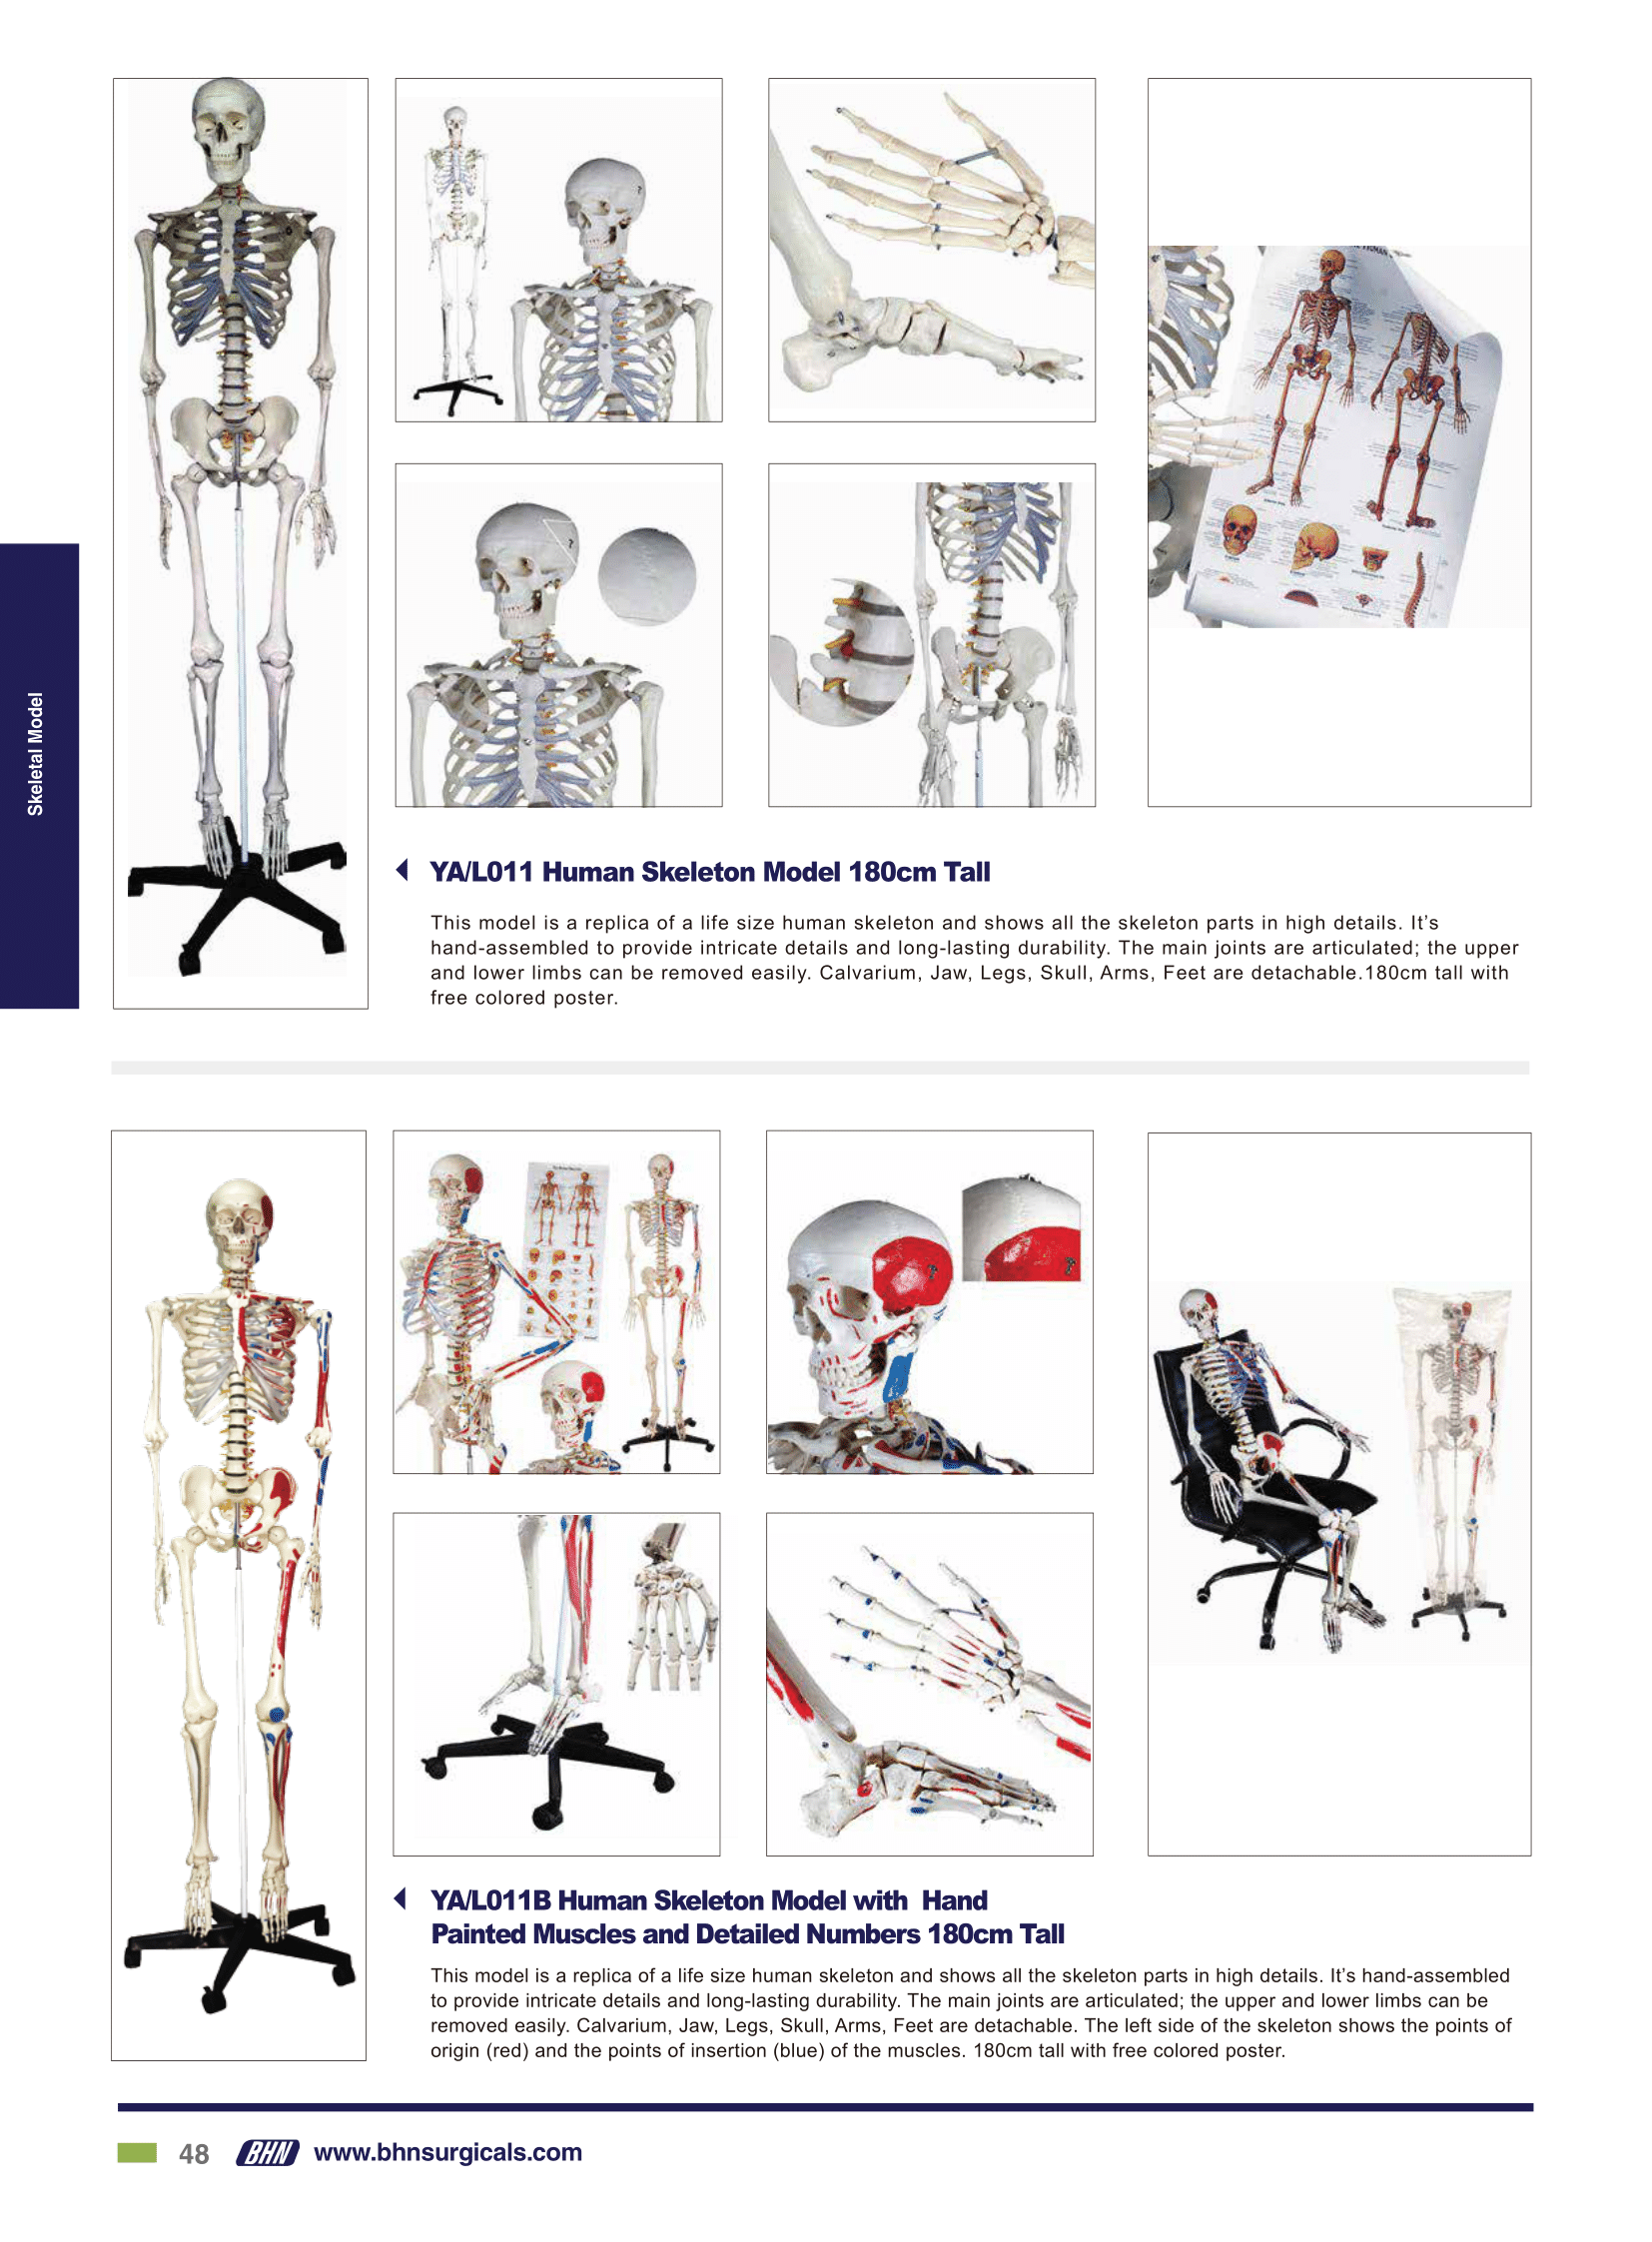 Skeletal Model
YA/L011 Human Skeleton Model 180cm Tall
This model is a replica of a life size human skeleton and shows all the skeleton parts in high details. It’s
hand-assembled to provide intricate details and long-lasting durability. The main joints are articulated; the upper
and lower limbs can be removed easily. Calvarium, Jaw, Legs, Skull, Arms, Feet are detachable.180cm tall with
free colored poster.
YA/L011B Human Skeleton Model with  Hand
Painted Muscles and Detailed Numbers 180cm Tall
This model is a replica of a life size human skeleton and shows all the skeleton parts in high details. It’s hand-assembled
to provide intricate details and long-lasting durability. The main joints are articulated; the upper and lower limbs can be
removed easily. Calvarium, Jaw, Legs, Skull, Arms, Feet are detachable. The left side of the skeleton shows the points of
origin (red) and the points of insertion (blue) of the muscles. 180cm tall with free colored poster.
48 BHN www.bhnsurgicals.com